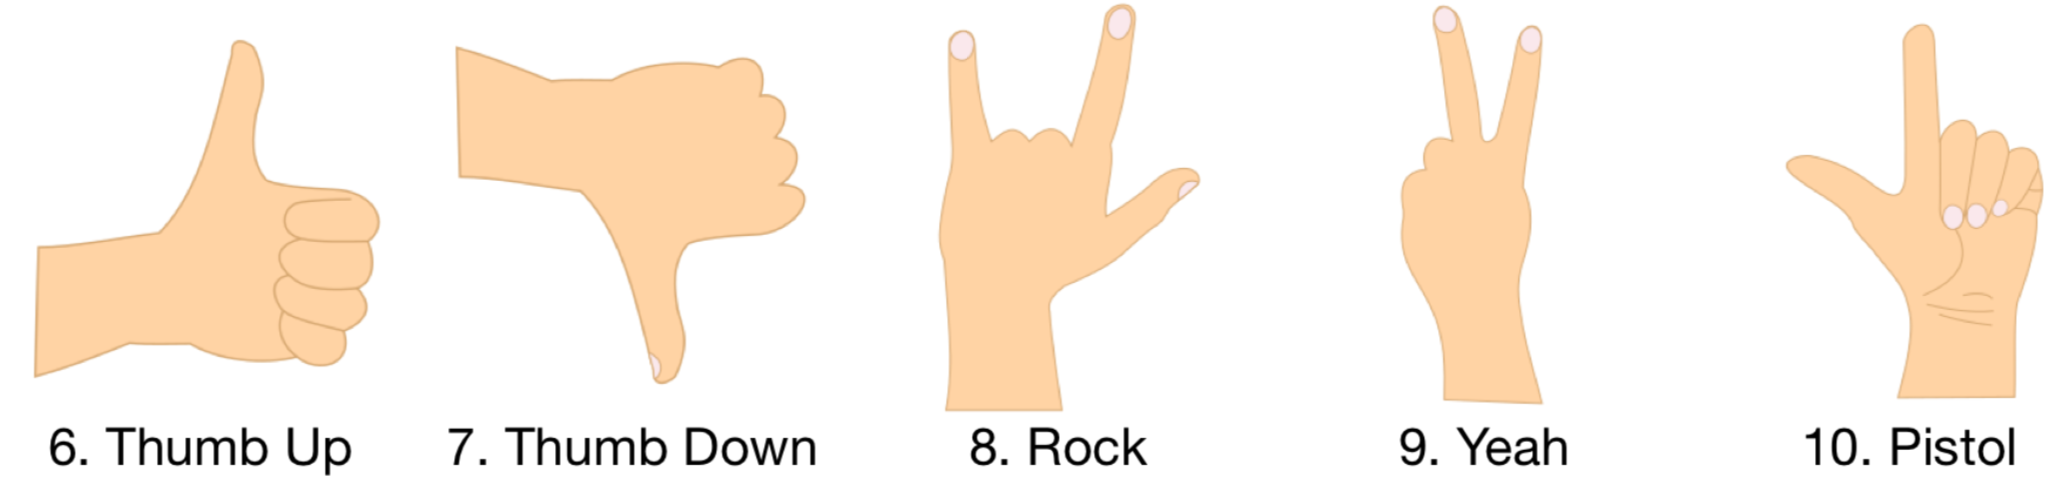 6. Thumb Up 7. Thumb Down 8. Rock 9. Yeah 10. Pistol